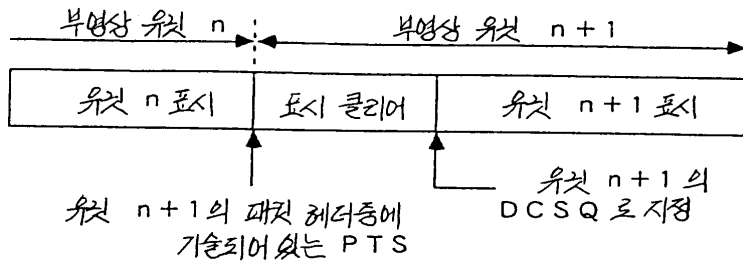 부영상 유닛 n
부영상 유닛 n+1
유닛 n 표시
표시 클리어
유닛 n+1 표시
유닛 n+1의 패킷 헤더중에
기술되어 있는 PTS
유닛 n+1의
DCSQ로 지정